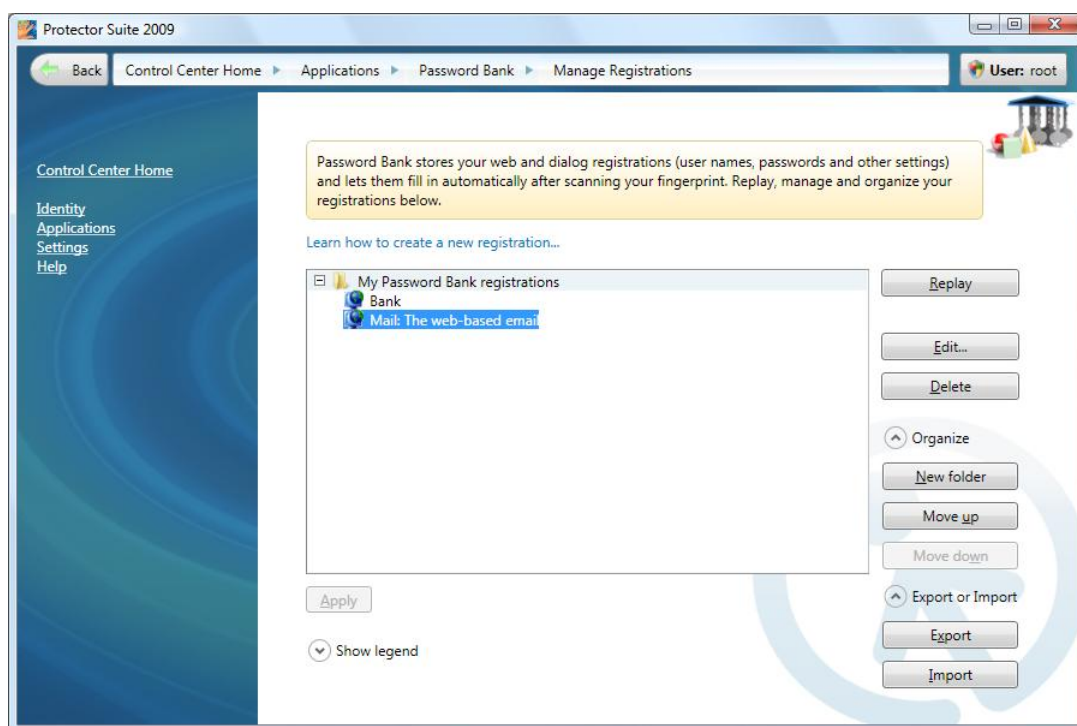 Protector Suite 2009
Back
Control Center Home
Applications
Password Bank
Manage Registrations
User: root
Control Center Home
Identity
Applications
Settings
Help
Password Bank stores your web and dialog registrations (user names, passwords and other settings)
and lets them fill in automatically after scanning your fingerprint. Replay, manage and organize your
registrations below.
Learn how to create a new registration...
My Password Bank registrations
Bank
Mail: The web-based email
Replay
Edit...
Delete
Organize
New folder
Move up
Move down
Export or Import
Export
Import
Apply
Show legend